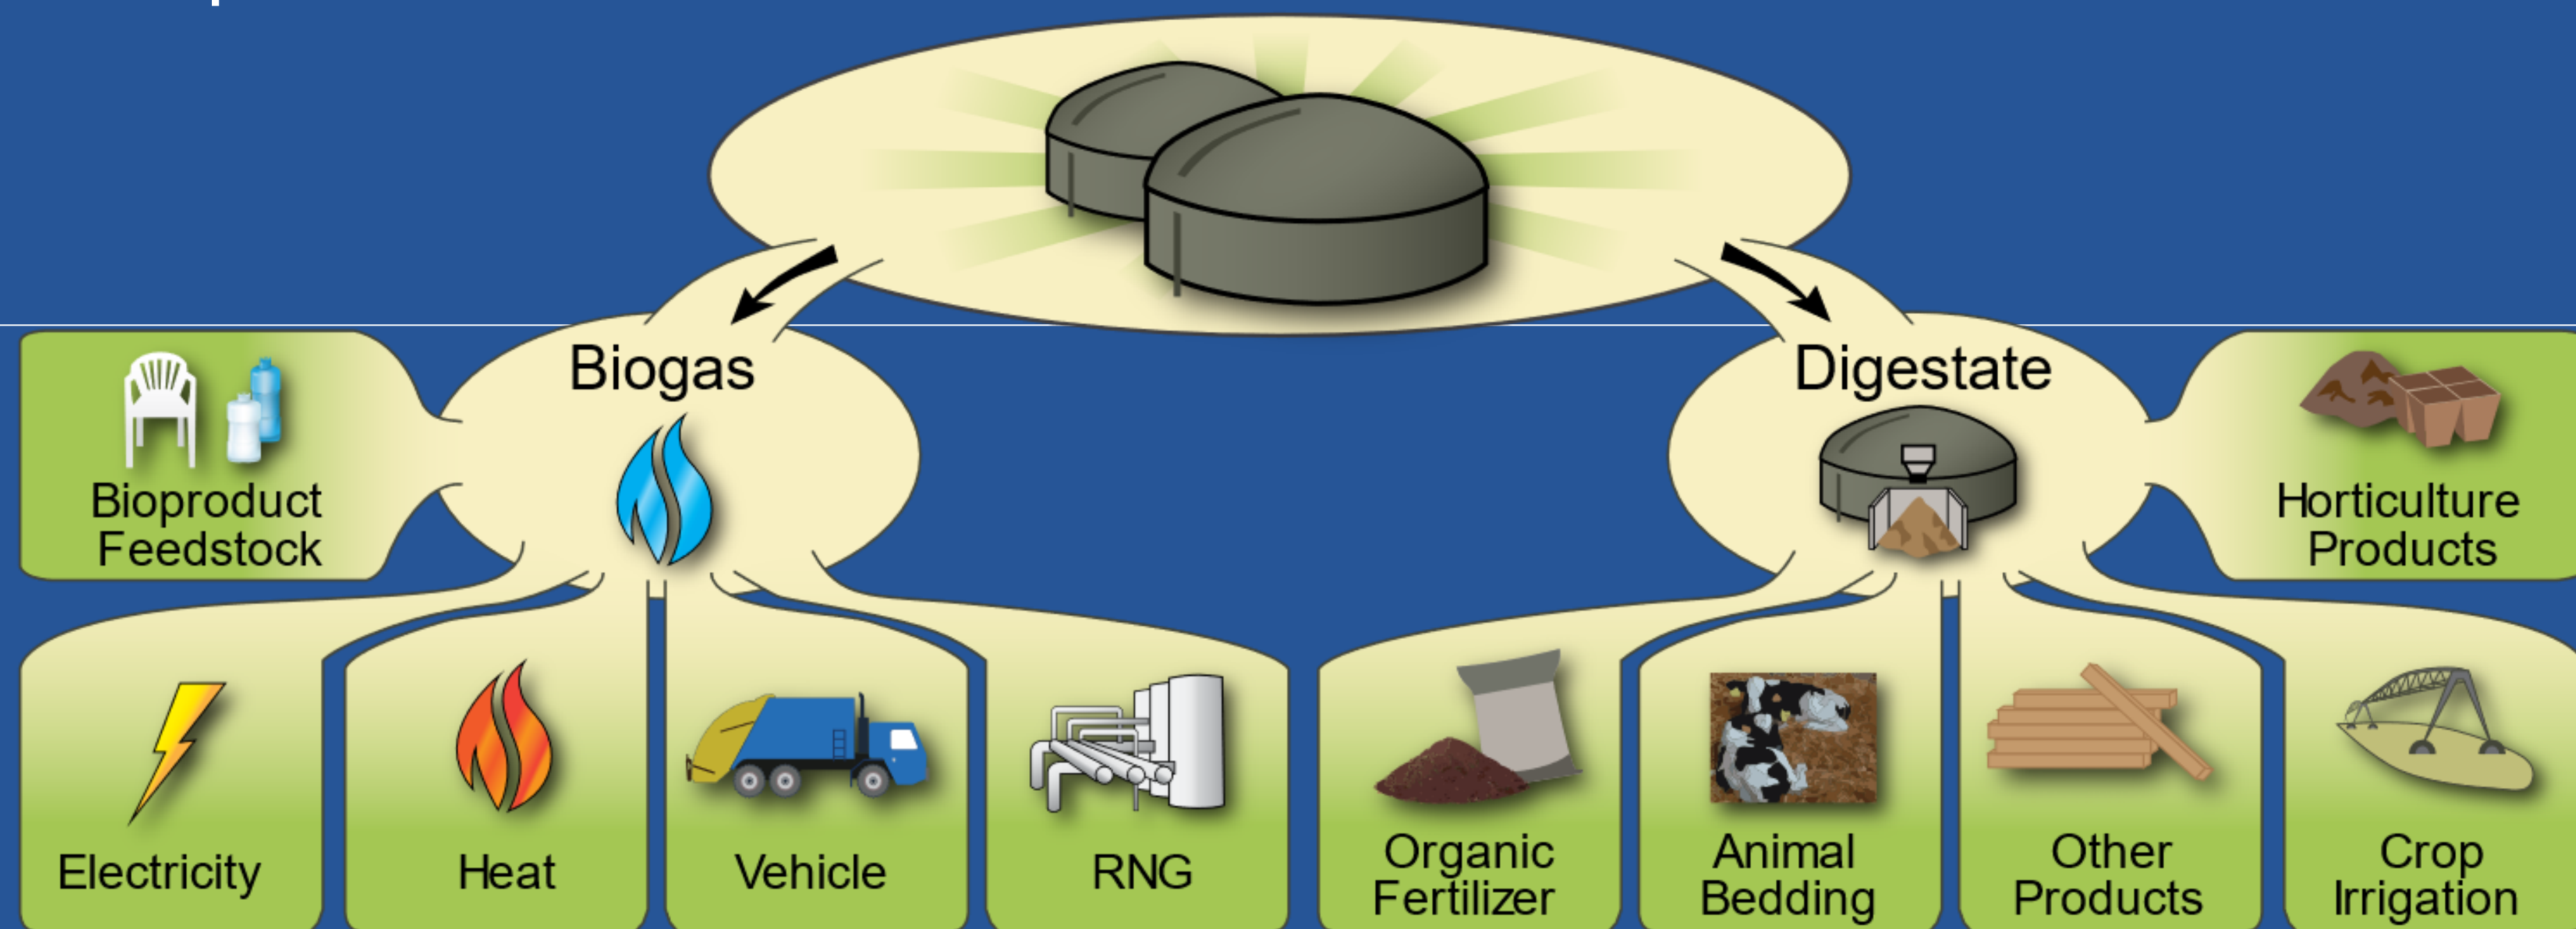 Biogas
Digestate
Bioproduct
Feedstock
Horticulture
Products
Electricity
Heat
Vehicle
RNG
Organic
Fertilizer
Animal
Bedding
Other
Products
Crop
Irrigation